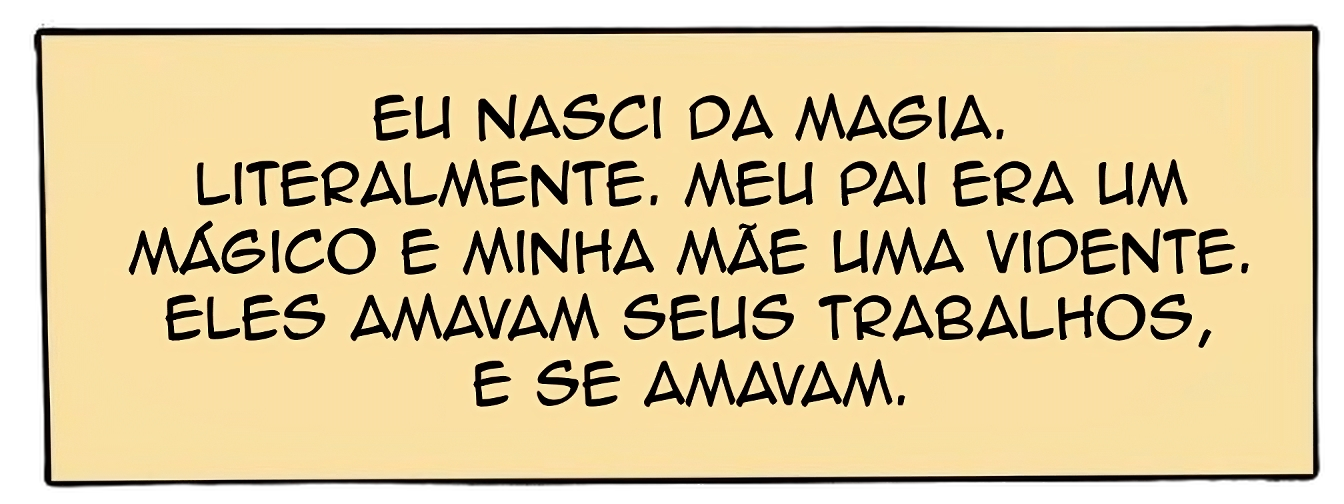 EU NASCI DA MAGIA.
LITERALMENTE. MEU PAI ERA UM
MÁGICO E MINHA MÃE UMA VIDENTE.
ELES AMAVAM SEUS TRABALHOS,
E SE AMAVAM.